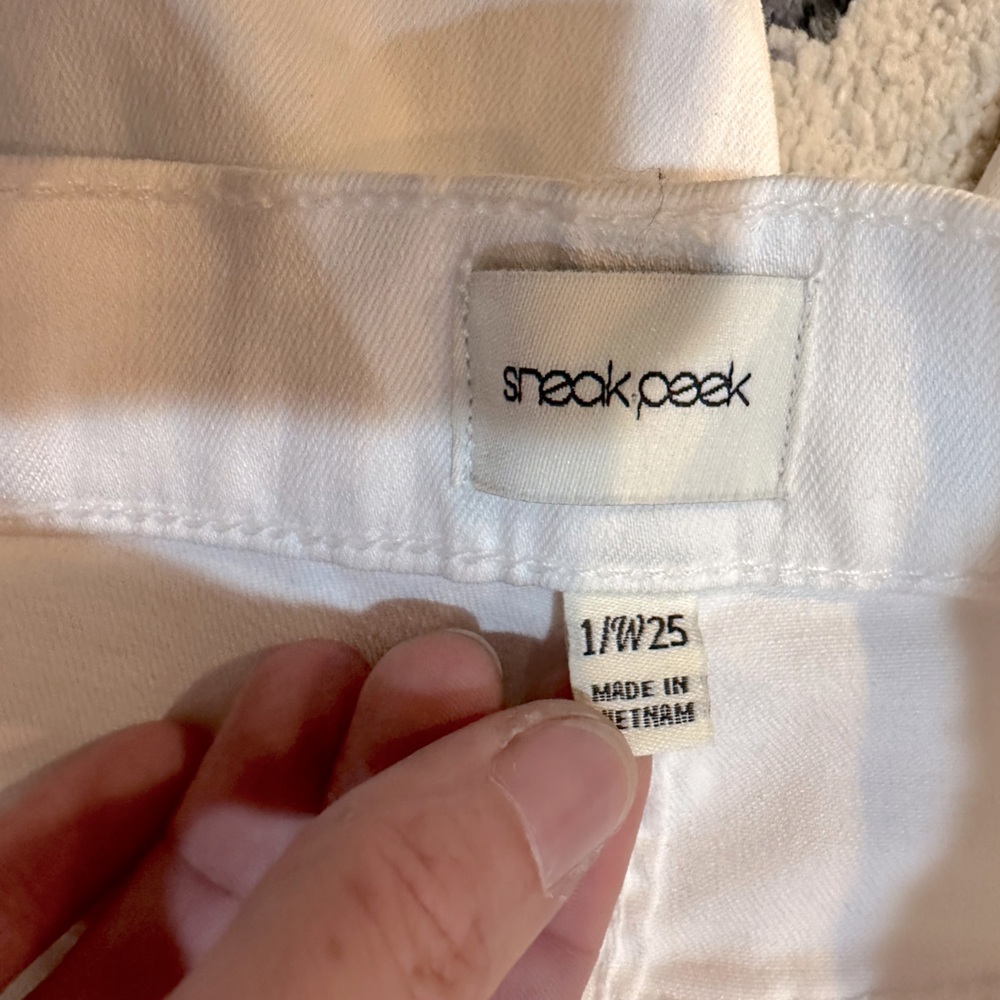 sneak peek
1/W25
MADE IN
VIETNAM